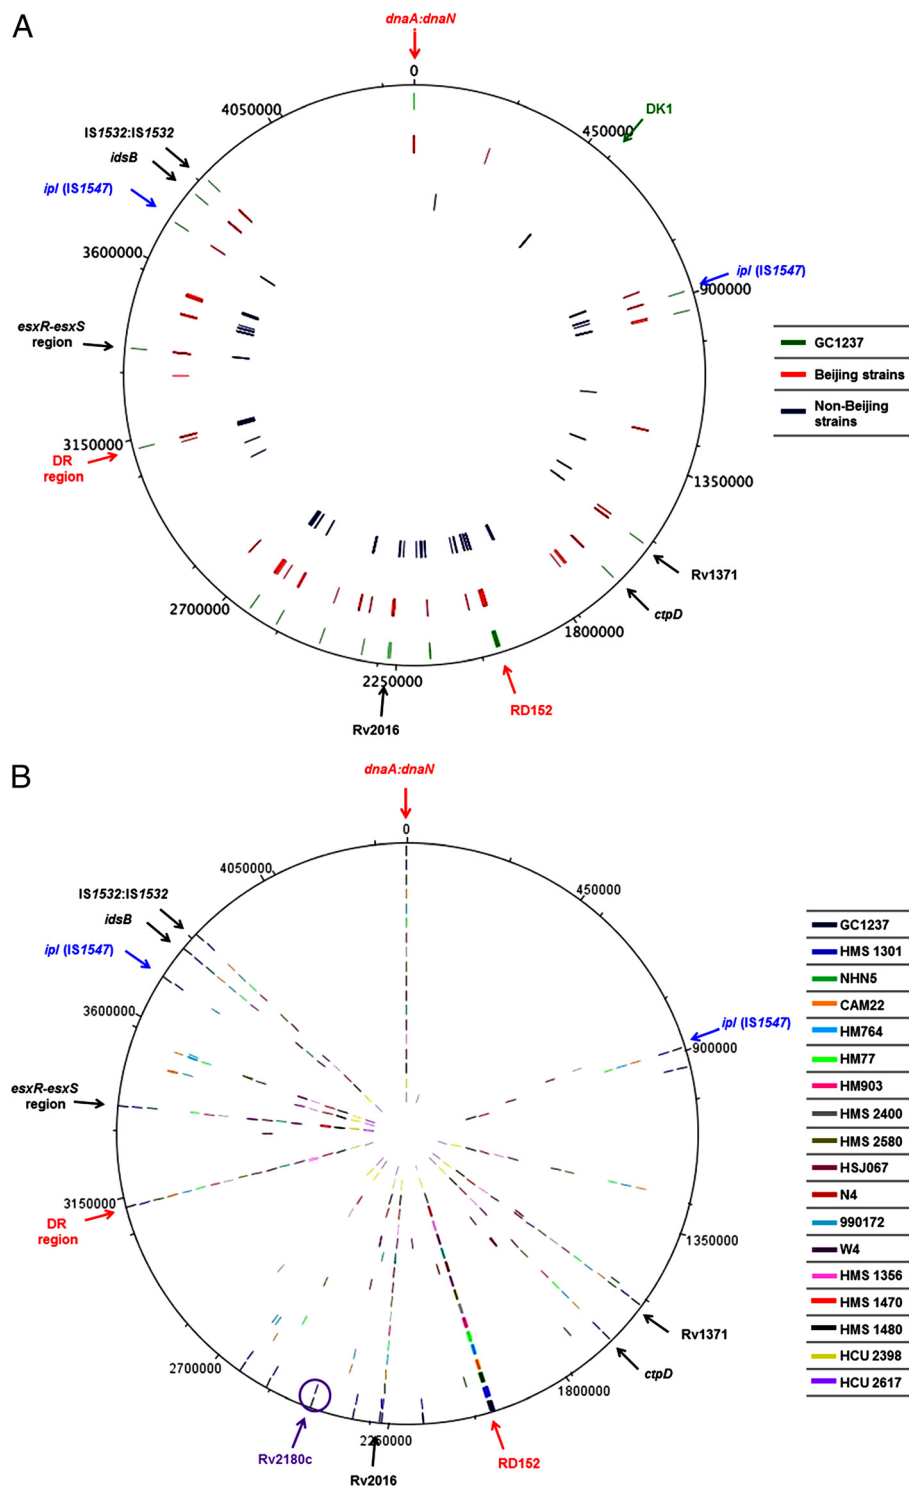 A
dnaA:dnaN
0
4050000
450000
DK1
IS1532:IS1532
idsB
ipl (IS1547)
3600000
ipl (IS1547)
900000
esxR-esxS
region
GC1237
Beijing strains
Non-Beijing
strains
3150000
DR
region
1350000
Rv1371
ctpD
2700000
1800000
2250000
RD152
Rv2016
B
dnaA:dnaN
0
4050000
450000
IS1532:IS1532
idsB
ipl (IS1547)
3600000
ipl (IS1547)
900000
esxR-esxS
region
3150000
DR
region
1350000
Rv1371
ctpD
2700000
1800000
2250000
Rv2180c
Rv2016
RD152
GC1237
HMS 1301
NHN5
CAM22
HM764
HM77
HM903
HMS 2400
HMS 2580
HSJ067
N4
990172
W4
HMS 1356
HMS 1470
HMS 1480
HCU 2398
HCU 2617